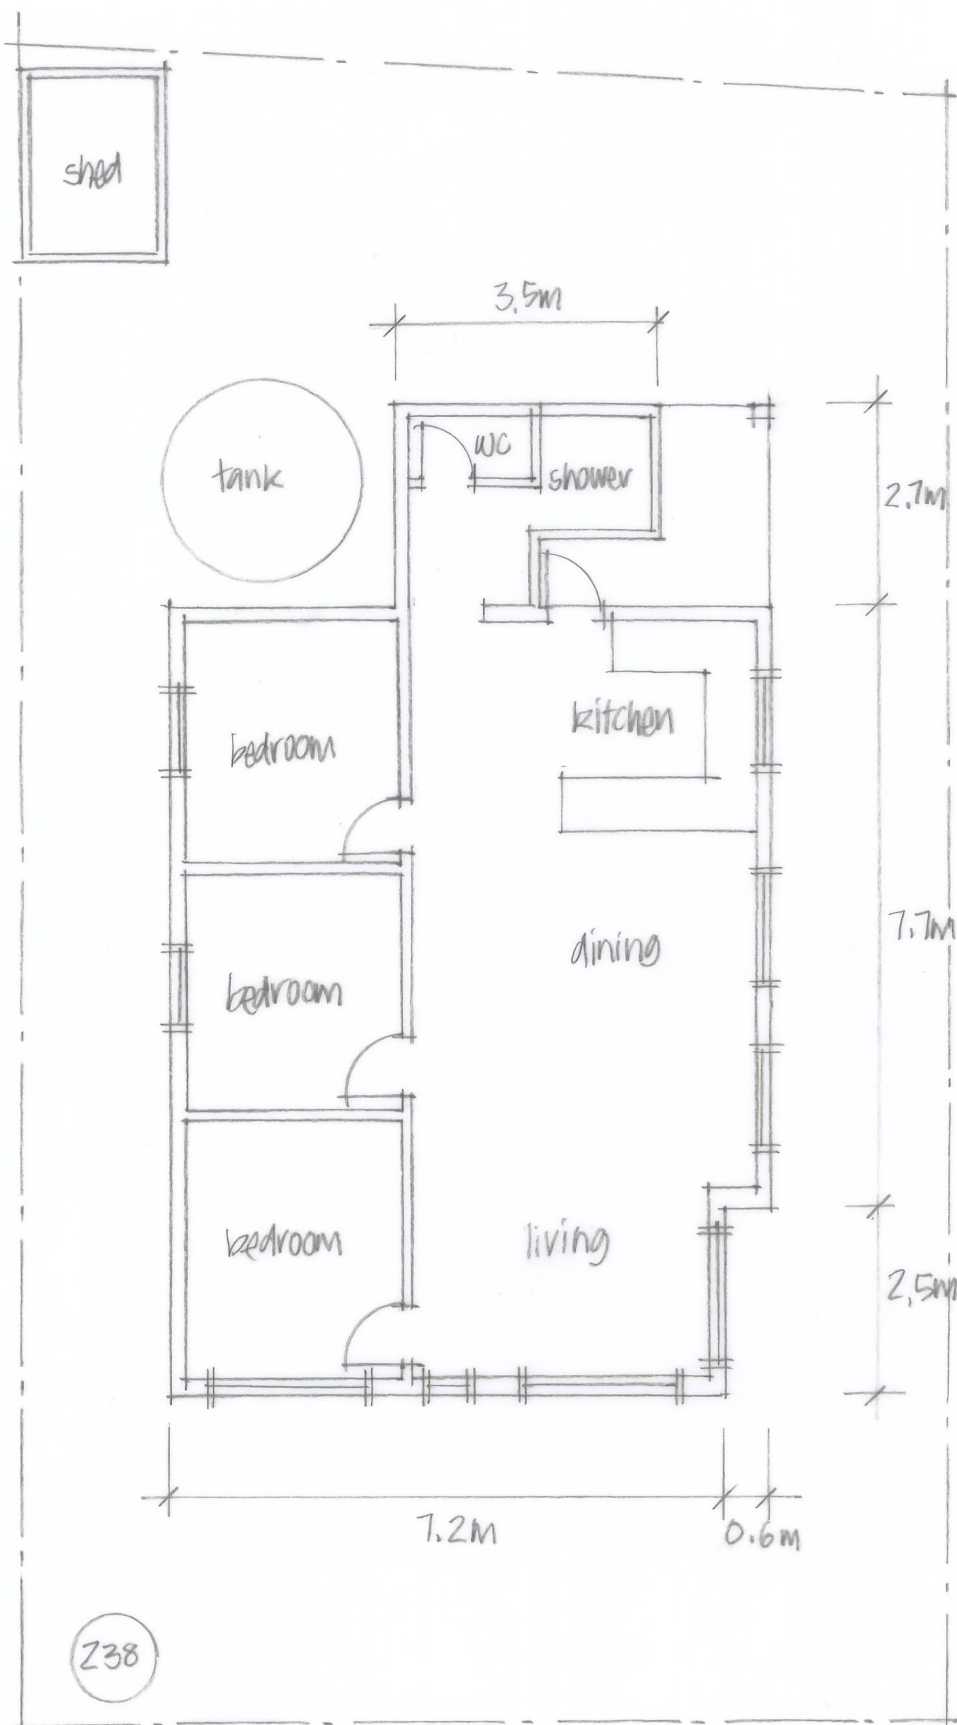 shed
3.5m
tank
WC
shower
2.7m
bedroom
kitchen
dining
7.7m
bedroom
bedroom
living
2.5m
7.2m
0.6m
238